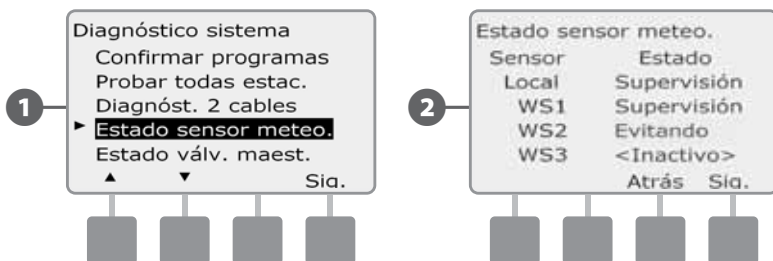 Diagnóstico sistema
Confirmar programas
Probar todas estac.
1
Diagnóst. 2 cables
► Estado sensor meteo.
Estado válv. maest.
▲ ▼ Sig.
Estado sensor meteo.
Sensor Estado
Local Supervisión
2
WS1 Supervisión
WS2 Evitando
WS3 <Inactivo>
Atrás Sig.